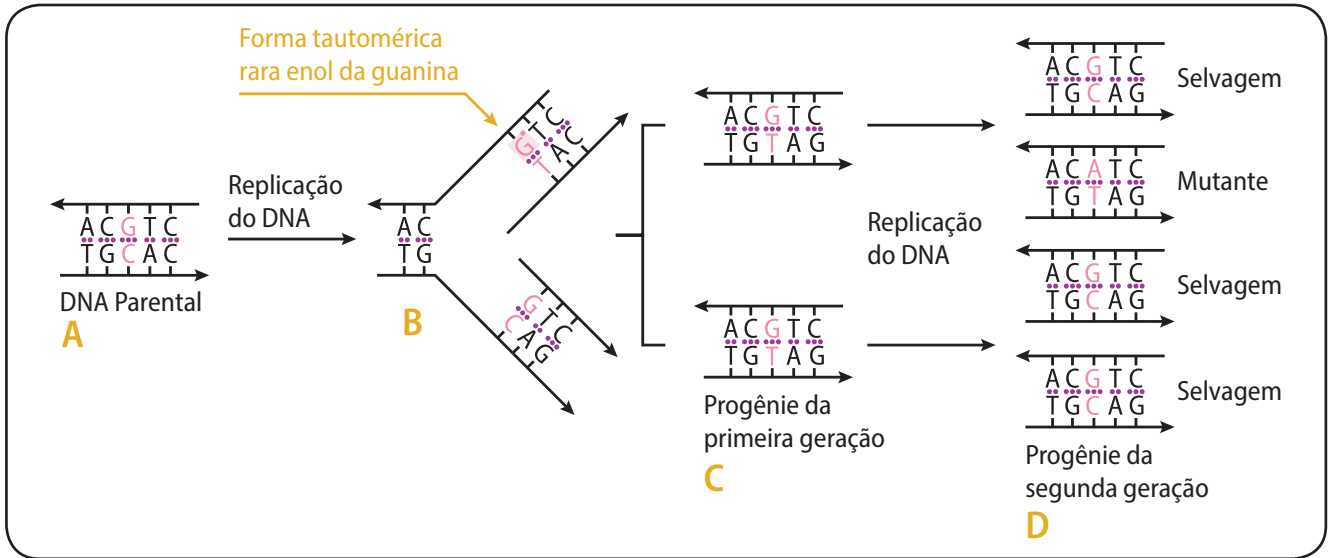 Forma tautomérica
rara enol da guanina
Replicação
do DNA
A C G T C
T G C A C
DNA Parental
A
A C
T G
B
G T C
T A C
G T C
C A G
A C G T C
T G T A G
A C G T C
T G T A G
Progênie da
primeira geração
C
Replicação
do DNA
A C G T C
T G C A G
Selvagem
A C A T C
T G T A G
Mutante
A C G T C
T G C A G
Selvagem
A C G T C
T G C A G
Selvagem
Progênie da
segunda geração
D